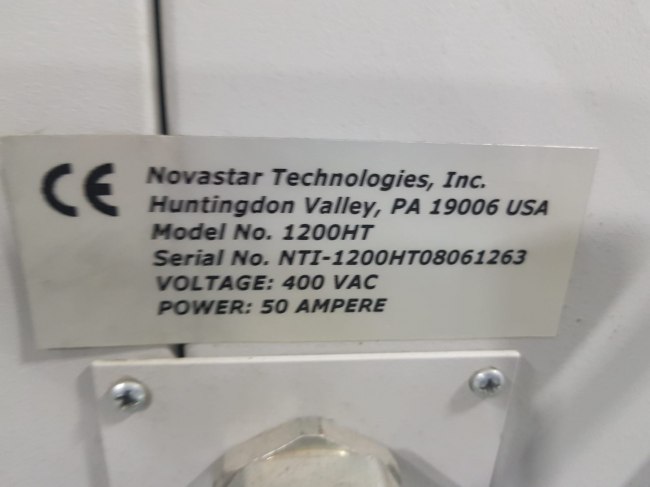 CE
Novastar Technologies, Inc.
Huntingdon Valley, PA 19006 USA
Model No. 1200HT
Serial No. NTI-1200HT08061263
VOLTAGE: 400 VAC
POWER: 50 AMPERE